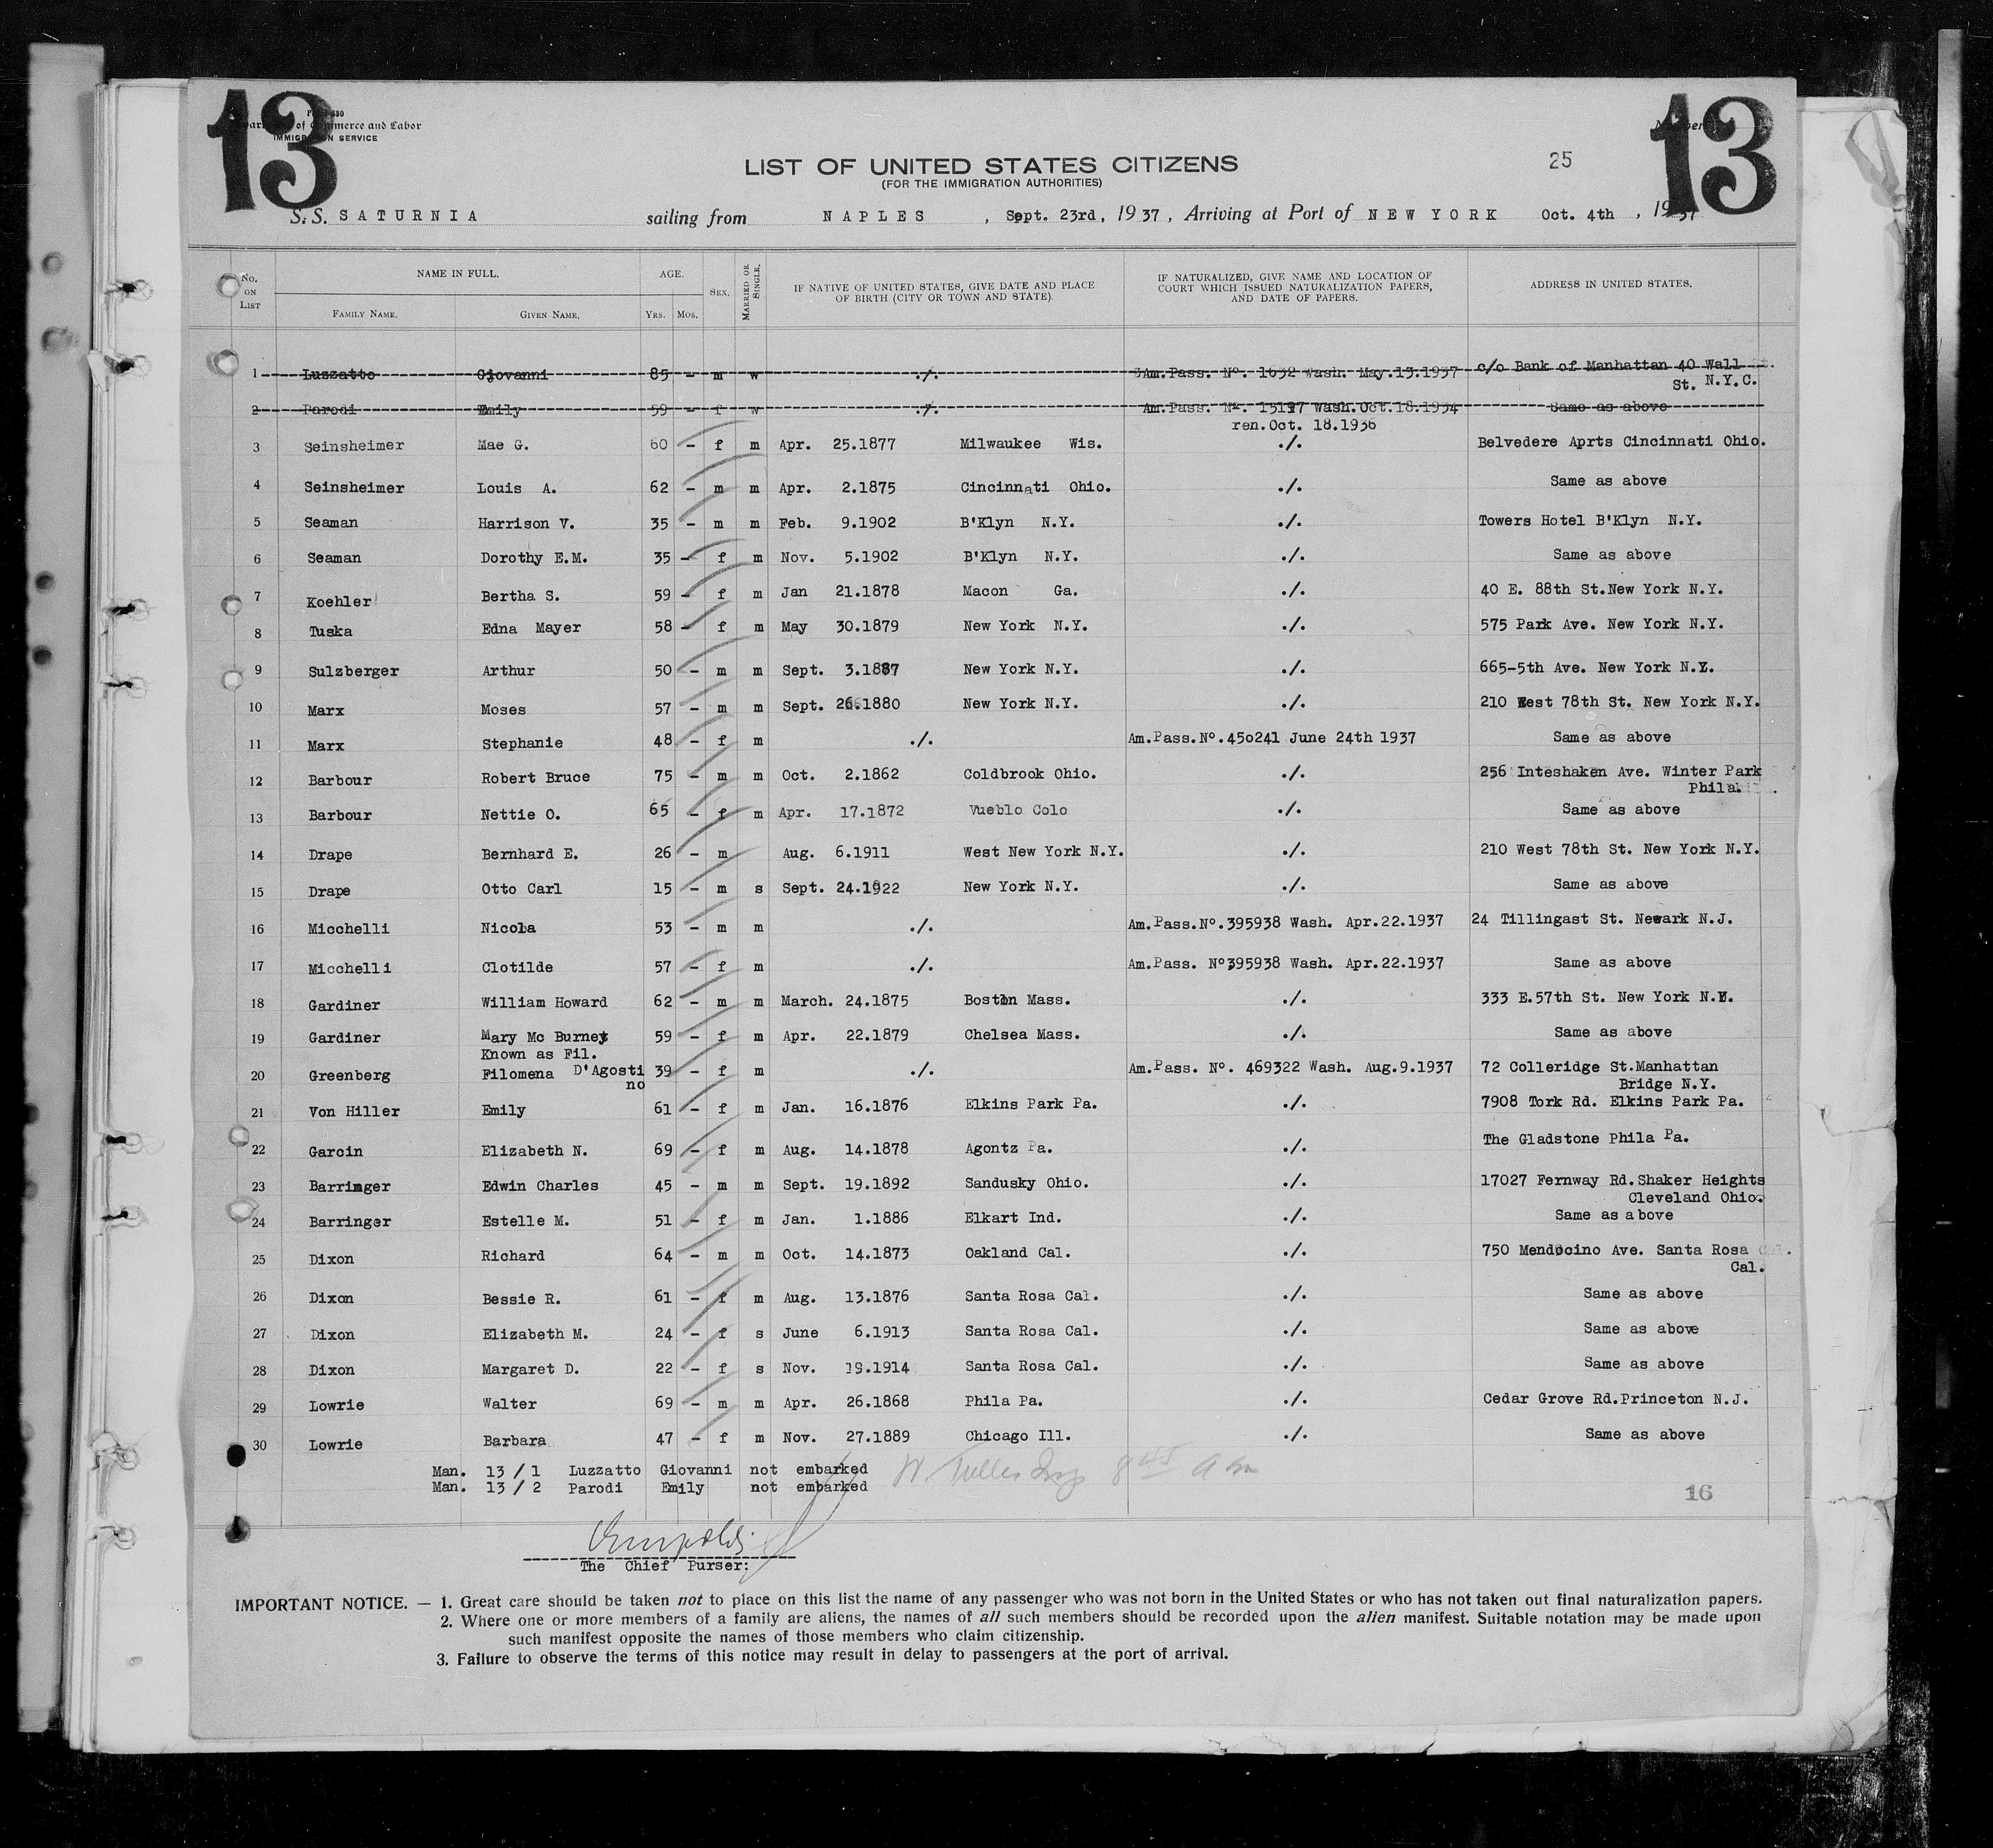 13
13
Commerce and Labor
IMMIGRATION SERVICE
LIST OF UNITED STATES CITIZENS
25
(FOR THE IMMIGRATION AUTHORITIES)
S.S. SATURNIA sailing from NAPLES, Sept. 23rd, 1937, Arriving at Port of NEW YORK Oct. 4th, 1937
No. ON LIST
NAME IN FULL.
FAMILY NAME.
GIVEN NAME.
AGE.
YRS.
MOS.
SEX.
MARRIED OR SINGLE.
IF NATIVE OF UNITED STATES, GIVE DATE AND PLACE
OF BIRTH (CITY OR TOWN AND STATE).
IF NATURALIZED, GIVE NAME AND LOCATION OF
COURT WHICH ISSUED NATURALIZATION PAPERS,
AND DATE OF PAPERS.
ADDRESS IN UNITED STATES.
1 Luzzatto Giovanni 85 - m w ./. Am.Pass. Nº. 1632 Wash. May.13.1937 c/o Bank of Manhattan 40 Wall
St. N.Y.C.
2 Parodi Emily 59 - f w ./. Am.Pass. Nº. 15197 Wash.Oct.18.1934 Same as above
ren.Oct. 18.1936
3 Seinsheimer Mae G. 60 - f m Apr. 25.1877 Milwaukee Wis. ./. Belvedere Aprts Cincinnati Ohio.
4 Seinsheimer Louis A. 62 - m m Apr. 2.1875 Cincinnati Ohio. ./. Same as above
5 Seaman Harrison V. 35 - m m Feb. 9.1902 B'Klyn N.Y. ./. Towers Hotel B'Klyn N.Y.
6 Seaman Dorothy E.M. 35 - f m Nov. 5.1902 B'Klyn N.Y. ./. Same as above
7 Koehler Bertha S. 59 - f m Jan 21.1878 Macon Ga. ./. 40 E. 88th St.New York N.Y.
8 Tuska Edna Mayer 58 - f m May 30.1879 New York N.Y. ./. 575 Park Ave. New York N.Y.
9 Sulzberger Arthur 50 - m m Sept. 3.1887 New York N.Y. ./. 665-5th Ave. New York N.Y.
10 Marx Moses 57 - m m Sept. 26.1880 New York N.Y. ./. 210 West 78th St. New York N.Y.
11 Marx Stephanie 48 - f m ./. Am.Pass.Nº.450241 June 24th 1937 Same as above
12 Barbour Robert Bruce 75 - m m Oct. 2.1862 Coldbrook Ohio. ./. 256 Inteshaken Ave. Winter Park
Phila.
13 Barbour Nettie O. 65 - f m Apr. 17.1872 Vueblo Colo ./. Same as above
14 Drape Bernhard E. 26 - m Aug. 6.1911 West New York N.Y. ./. 210 West 78th St. New York N.Y.
15 Drape Otto Carl 15 - m s Sept. 24.1922 New York N.Y. ./. Same as above
16 Micchelli Nicola 53 - m m ./. Am.Pass.Nº.395938 Wash. Apr.22.1937 24 Tillingast St. Newark N.J.
17 Micchelli Clotilde 57 - f m ./. Am.Pass. Nº395938 Wash. Apr.22.1937 Same as above
18 Gardiner William Howard 62 - m m March. 24.1875 Boston Mass. ./. 333 E.57th St. New York N.Y.
19 Gardiner Mary Mc Burney 59 - f m Apr. 22.1879 Chelsea Mass. ./. Same as above
Known as Fil.
20 Greenberg Filomena D'Agosti 39 - f m ./. Am.Pass. Nº. 469322 Wash. Aug.9.1937 72 Colleridge St.Manhattan
no Bridge N.Y.
21 Von Hiller Emily 61 - f m Jan. 16.1876 Elkins Park Pa. ./. 7908 Tork Rd. Elkins Park Pa.
22 Garcin Elizabeth N. 69 - f m Aug. 14.1878 Agontz Pa. ./. The Gladstone Phila Pa.
23 Barringer Edwin Charles 45 - m m Sept. 19.1892 Sandusky Ohio. ./. 17027 Fernway Rd.Shaker Heights
Cleveland Ohio.
24 Barringer Estelle M. 51 - f m Jan. 1.1886 Elkart Ind. ./. Same as above
25 Dixon Richard 64 - m m Oct. 14.1873 Oakland Cal. ./. 750 Mendocino Ave. Santa Rosa
Cal.
26 Dixon Bessie R. 61 - f m Aug. 13.1876 Santa Rosa Cal. ./. Same as above
27 Dixon Elizabeth M. 24 - f s June 6.1913 Santa Rosa Cal. ./. Same as above
28 Dixon Margaret D. 22 - f s Nov. 19.1914 Santa Rosa Cal. ./. Same as above
29 Lowrie Walter 69 - m m Apr. 26.1868 Phila Pa. ./. Cedar Grove Rd.Princeton N.J.
30 Lowrie Barbara 47 - f m Nov. 27.1889 Chicago Ill. ./. Same as above
Man. 13/1 Luzzatto Giovanni not embarked
Man. 13/2 Parodi Emily not embarked
8 45 a m
16
The Chief Purser:
IMPORTANT NOTICE. — 1. Great care should be taken not to place on this list the name of any passenger who was not born in the United States or who has not taken out final naturalization papers.
2. Where one or more members of a family are aliens, the names of all such members should be recorded upon the alien manifest. Suitable notation may be made upon
such manifest opposite the names of those members who claim citizenship.
3. Failure to observe the terms of this notice may result in delay to passengers at the port of arrival.